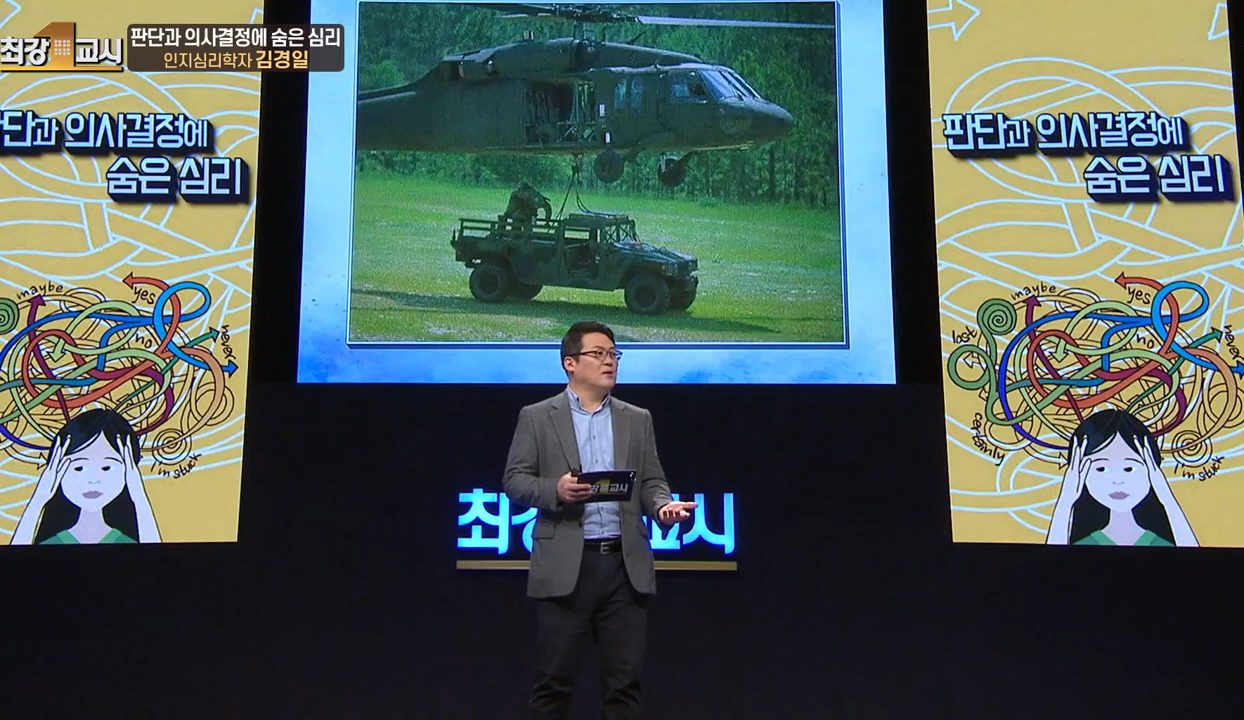 최강1교시
판단과 의사결정에 숨은 심리
인지심리학자 김경일
단과 의사결정에
숨은 심리
maybe
yes
no
never
I'm stuck
판단과 의사결정에
숨은 심리
maybe
yes
lost
no
never
certainly
I'm stuck
강1교시
최강 교시